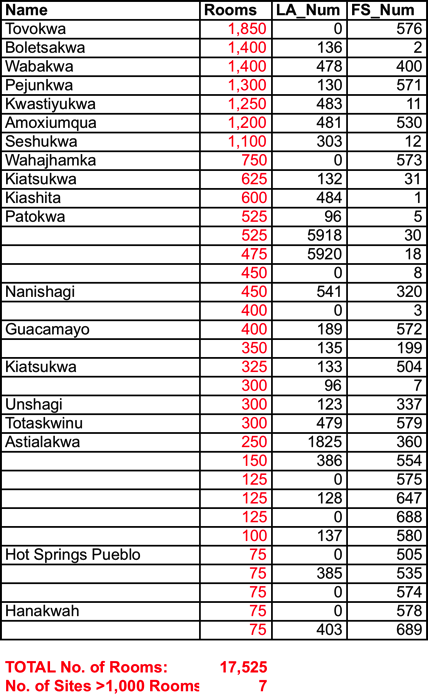 Name Rooms LA_Num FS_Num
Tovokwa 1,850 0 576
Boletsakwa 1,400 136 2
Wabakwa 1,400 478 400
Pejunkwa 1,300 130 571
Kwastiyukwa 1,250 483 11
Amoxiumqua 1,200 481 530
Seshukwa 1,100 303 12
Wahajhamka 750 0 573
Kiatsukwa 625 132 31
Kiashita 600 484 1
Patokwa 525 96 5
525 5918 30
475 5920 18
450 0 8
Nanishagi 450 541 320
400 0 3
Guacamayo 400 189 572
350 135 199
Kiatsukwa 325 133 504
300 96 7
Unshagi 300 123 337
Totaskwinu 300 479 579
Astialakwa 250 1825 360
150 386 554
125 0 575
125 128 647
125 0 688
100 137 580
Hot Springs Pueblo 75 0 505
75 385 535
75 0 574
Hanakwah 75 0 578
75 403 689
TOTAL No. of Rooms: 17,525
No. of Sites >1,000 Rooms 7